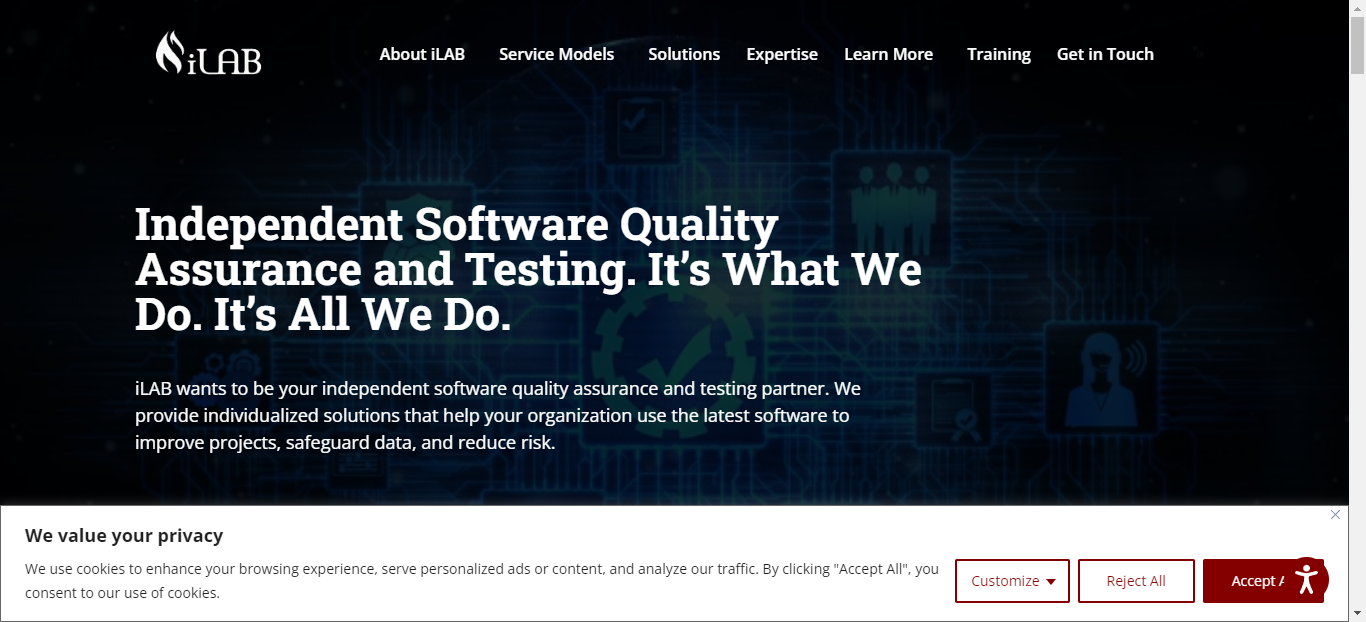 iLAB
About iLAB Service Models Solutions Expertise Learn More Training Get in Touch
Independent Software Quality
Assurance and Testing. It’s What We
Do. It’s All We Do.
iLAB wants to be your independent software quality assurance and testing partner. We
provide individualized solutions that help your organization use the latest software to
improve projects, safeguard data, and reduce risk.
We value your privacy
We use cookies to enhance your browsing experience, serve personalized ads or content, and analyze our traffic. By clicking "Accept All", you
consent to our use of cookies.
Customize Reject All Accept